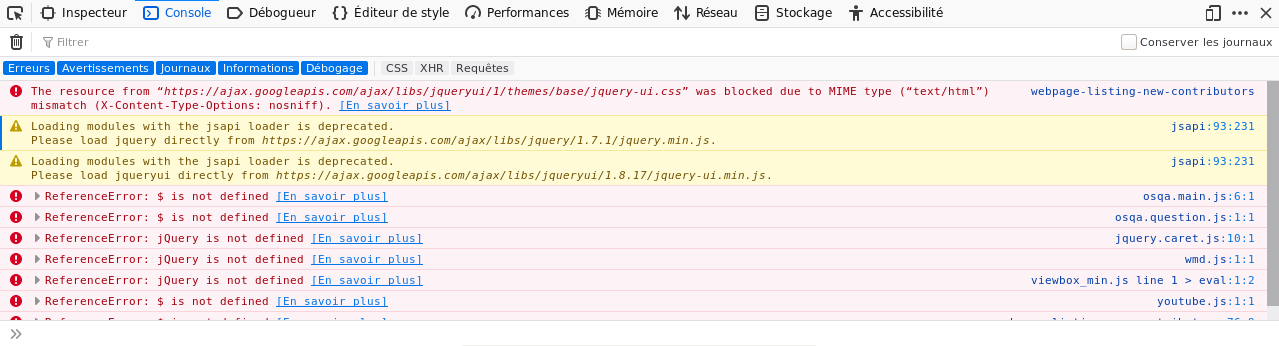 Inspecteur Console Débogueur Éditeur de style Performances Mémoire Réseau Stockage Accessibilité
Filtrer Conserver les journaux
Erreurs Avertissements Journaux Informations Débogage CSS XHR Requêtes
The resource from “https://ajax.googleapis.com/ajax/libs/jqueryui/1/themes/base/jquery-ui.css” was blocked due to MIME type (“text/html”) webpage-listing-new-contributors
mismatch (X-Content-Type-Options: nosniff). [En savoir plus]
Loading modules with the jsapi loader is deprecated. jsapi:93:231
Please load jquery directly from https://ajax.googleapis.com/ajax/libs/jquery/1.7.1/jquery.min.js.
Loading modules with the jsapi loader is deprecated. jsapi:93:231
Please load jqueryui directly from https://ajax.googleapis.com/ajax/libs/jqueryui/1.8.17/jquery-ui.min.js.
ReferenceError: $ is not defined [En savoir plus] osqa.main.js:6:1
ReferenceError: $ is not defined [En savoir plus] osqa.question.js:1:1
ReferenceError: jQuery is not defined [En savoir plus] jquery.caret.js:10:1
ReferenceError: jQuery is not defined [En savoir plus] wmd.js:1:1
ReferenceError: jQuery is not defined [En savoir plus] viewbox_min.js line 1 > eval:1:2
ReferenceError: $ is not defined [En savoir plus] youtube.js:1:1